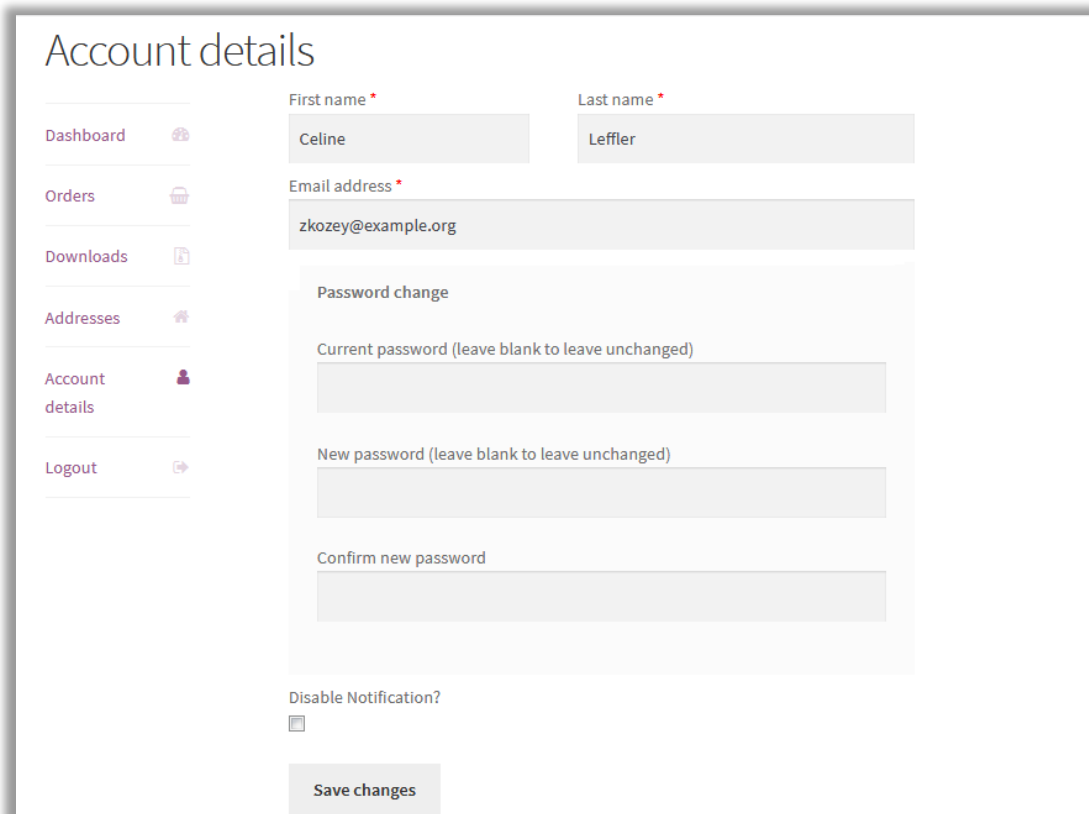 Account details
Dashboard
Orders
Downloads
Addresses
Account
details
Logout
First name *
Last name *
Celine
Leffler
Email address *
zkozey@example.org
Password change
Current password (leave blank to leave unchanged)
New password (leave blank to leave unchanged)
Confirm new password
Disable Notification?
Save changes